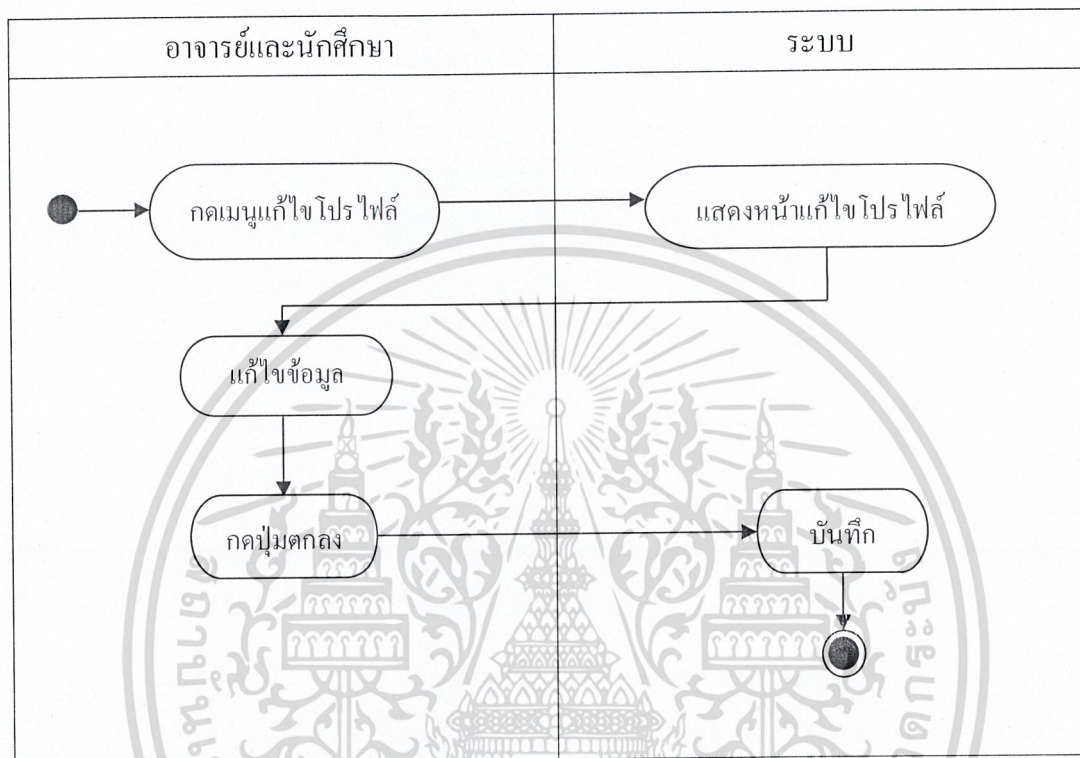 อาจารย์และนักศึกษา
ระบบ
กดเมนูแก้ไขโปรไฟล์
แสดงหน้าแก้ไขโปรไฟล์
แก้ไขข้อมูล
กดปุ่มตกลง
บันทึก